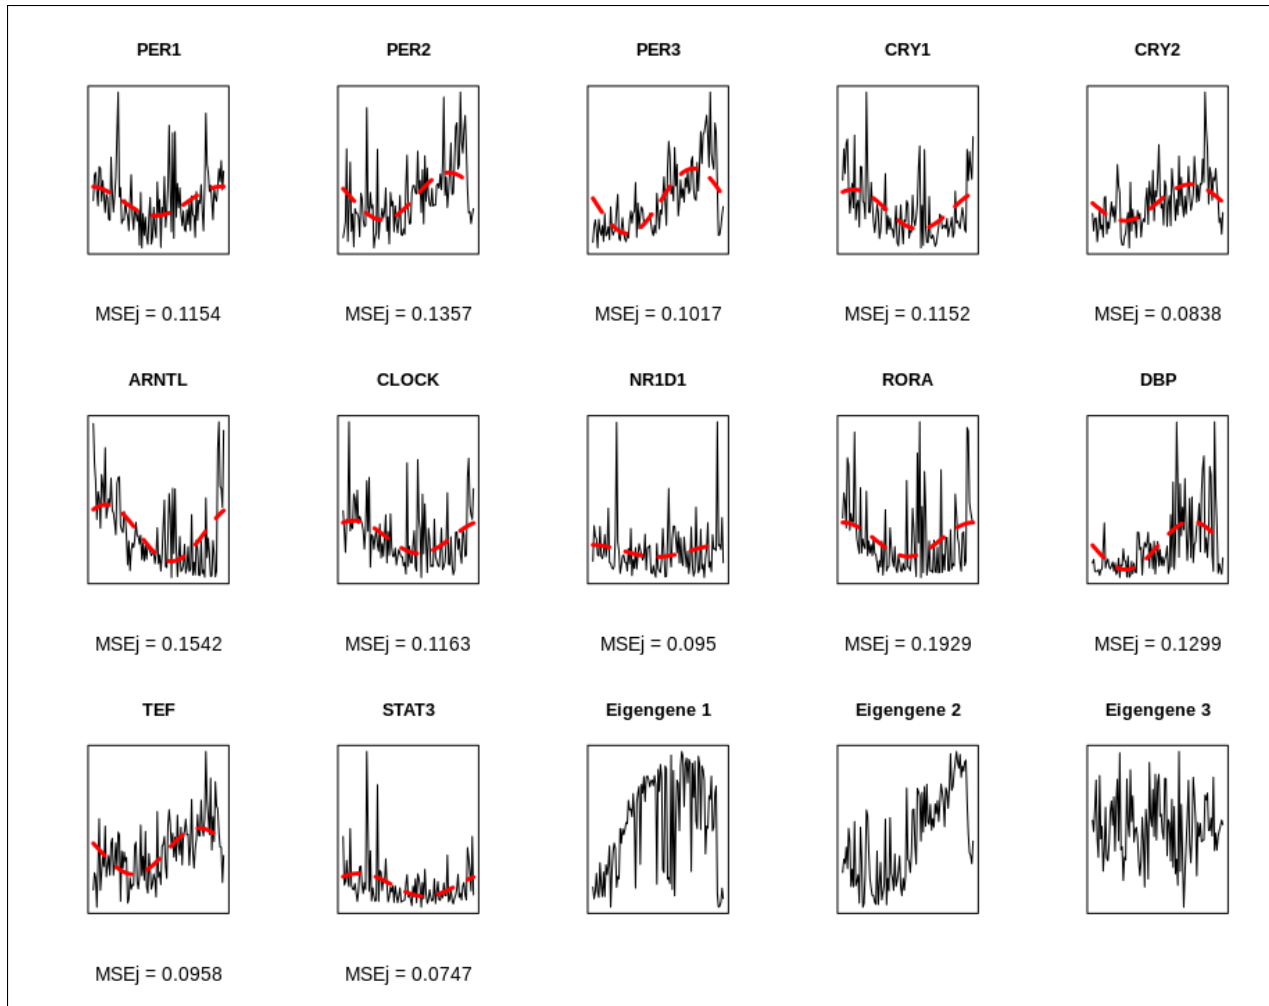 PER1 PER2 PER3 CRY1 CRY2
MSEj = 0.1154 MSEj = 0.1357 MSEj = 0.1017 MSEj = 0.1152 MSEj = 0.0838
ARNTL CLOCK NR1D1 RORA DBP
MSEj = 0.1542 MSEj = 0.1163 MSEj = 0.095 MSEj = 0.1929 MSEj = 0.1299
TEF STAT3 Eigengene 1 Eigengene 2 Eigengene 3
MSEj = 0.0958 MSEj = 0.0747